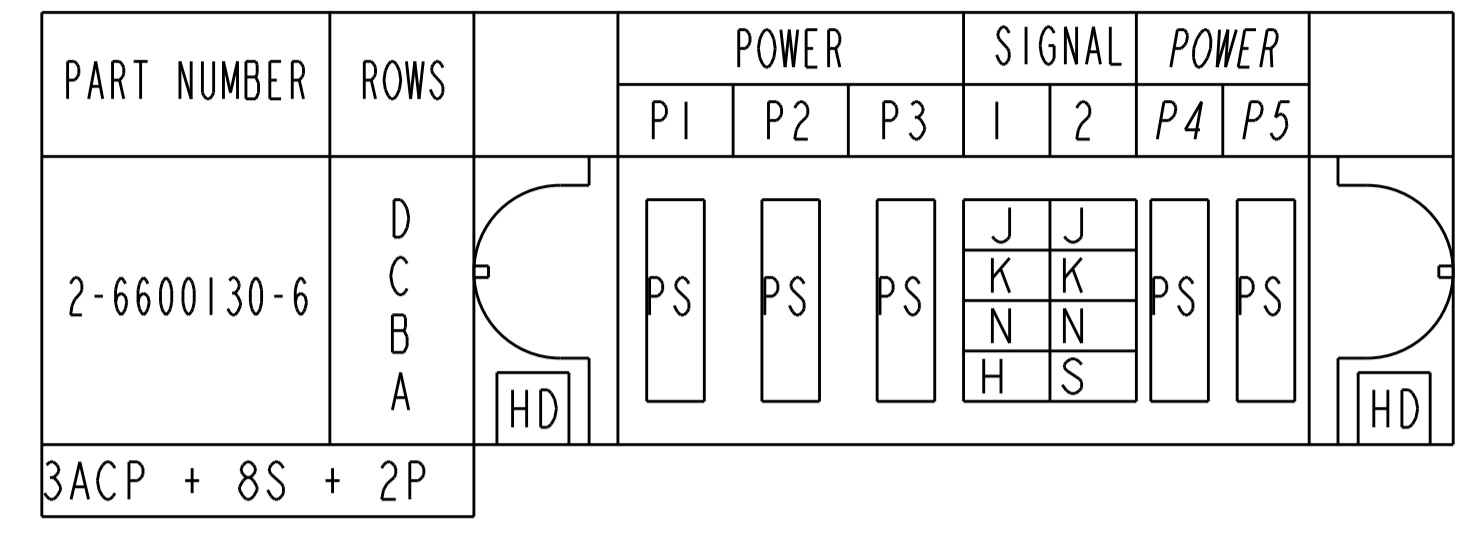 PART NUMBER ROWS POWER SIGNAL POWER
P1 P2 P3 1 2 P4 P5
D J J
C K K
2-6600130-6 PS PS PS PS PS
B N N
A H S
HD HD
3ACP + 8S + 2P